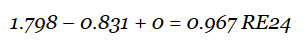 1.798 – 0.831 + 0 = 0.967 RE24